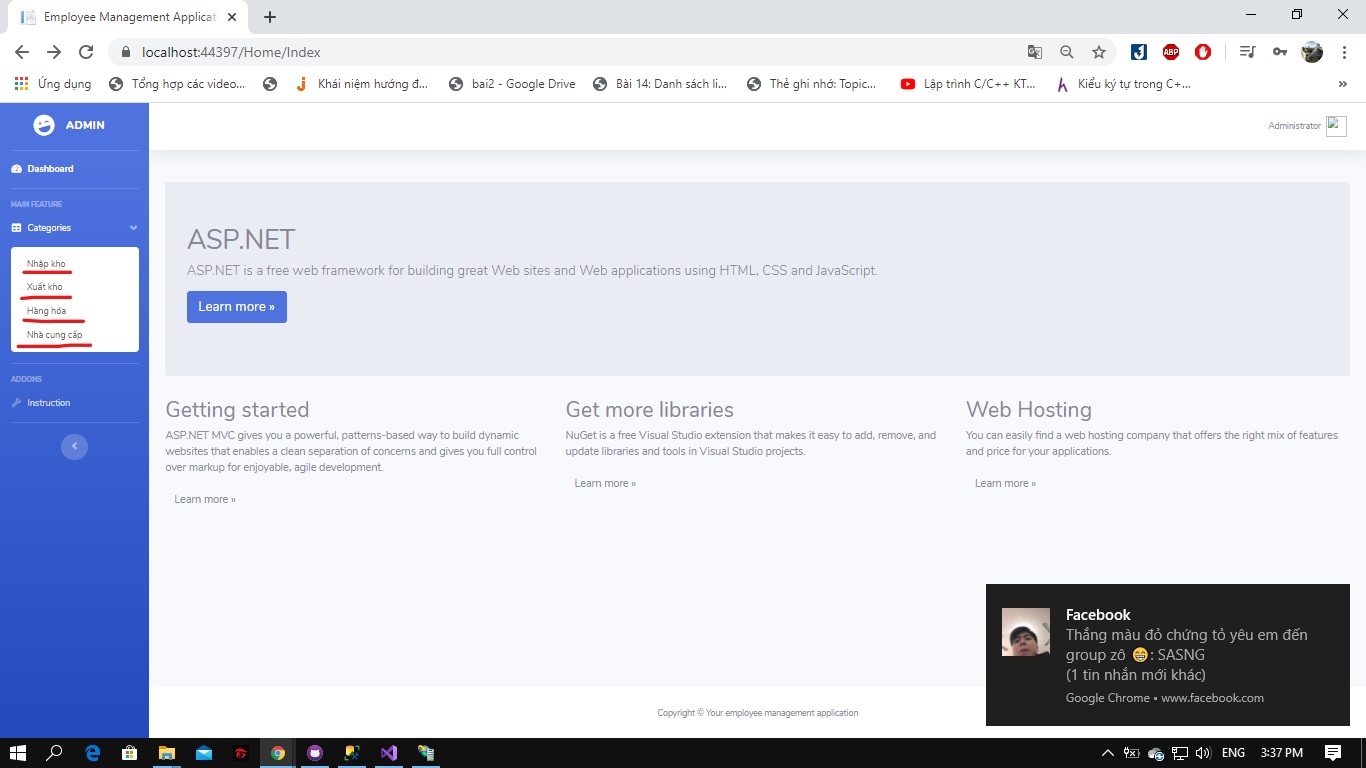 Employee Management Applicat
localhost:44397/Home/Index
ABP
Ứng dụng
Tổng hợp các video...
Khái niệm hướng đ...
bai2 - Google Drive
Bài 14: Danh sách li...
Thẻ ghi nhớ: Topic...
Lập trình C/C++ KT...
Kiểu ký tự trong C+...
»
ADMIN
Administrator
Dashboard
MAIN FEATURE
Categories
Nhập kho
Xuất kho
Hàng hóa
Nhà cung cấp
ADDONS
Instruction
ASP.NET
ASP.NET is a free web framework for building great Web sites and Web applications using HTML, CSS and JavaScript.
Learn more »
Getting started
ASP.NET MVC gives you a powerful, patterns-based way to build dynamic
websites that enables a clean separation of concerns and gives you full control
over markup for enjoyable, agile development.
Learn more »
Get more libraries
NuGet is a free Visual Studio extension that makes it easy to add, remove, and
update libraries and tools in Visual Studio projects.
Learn more »
Web Hosting
You can easily find a web hosting company that offers the right mix of features
and price for your applications.
Learn more »
Facebook
Thắng màu đỏ chứng tỏ yêu em đến
group zô 😁: SASNG
(1 tin nhắn mới khác)
Google Chrome • www.facebook.com
Copyright © Your employee management application
ENG
3:37 PM